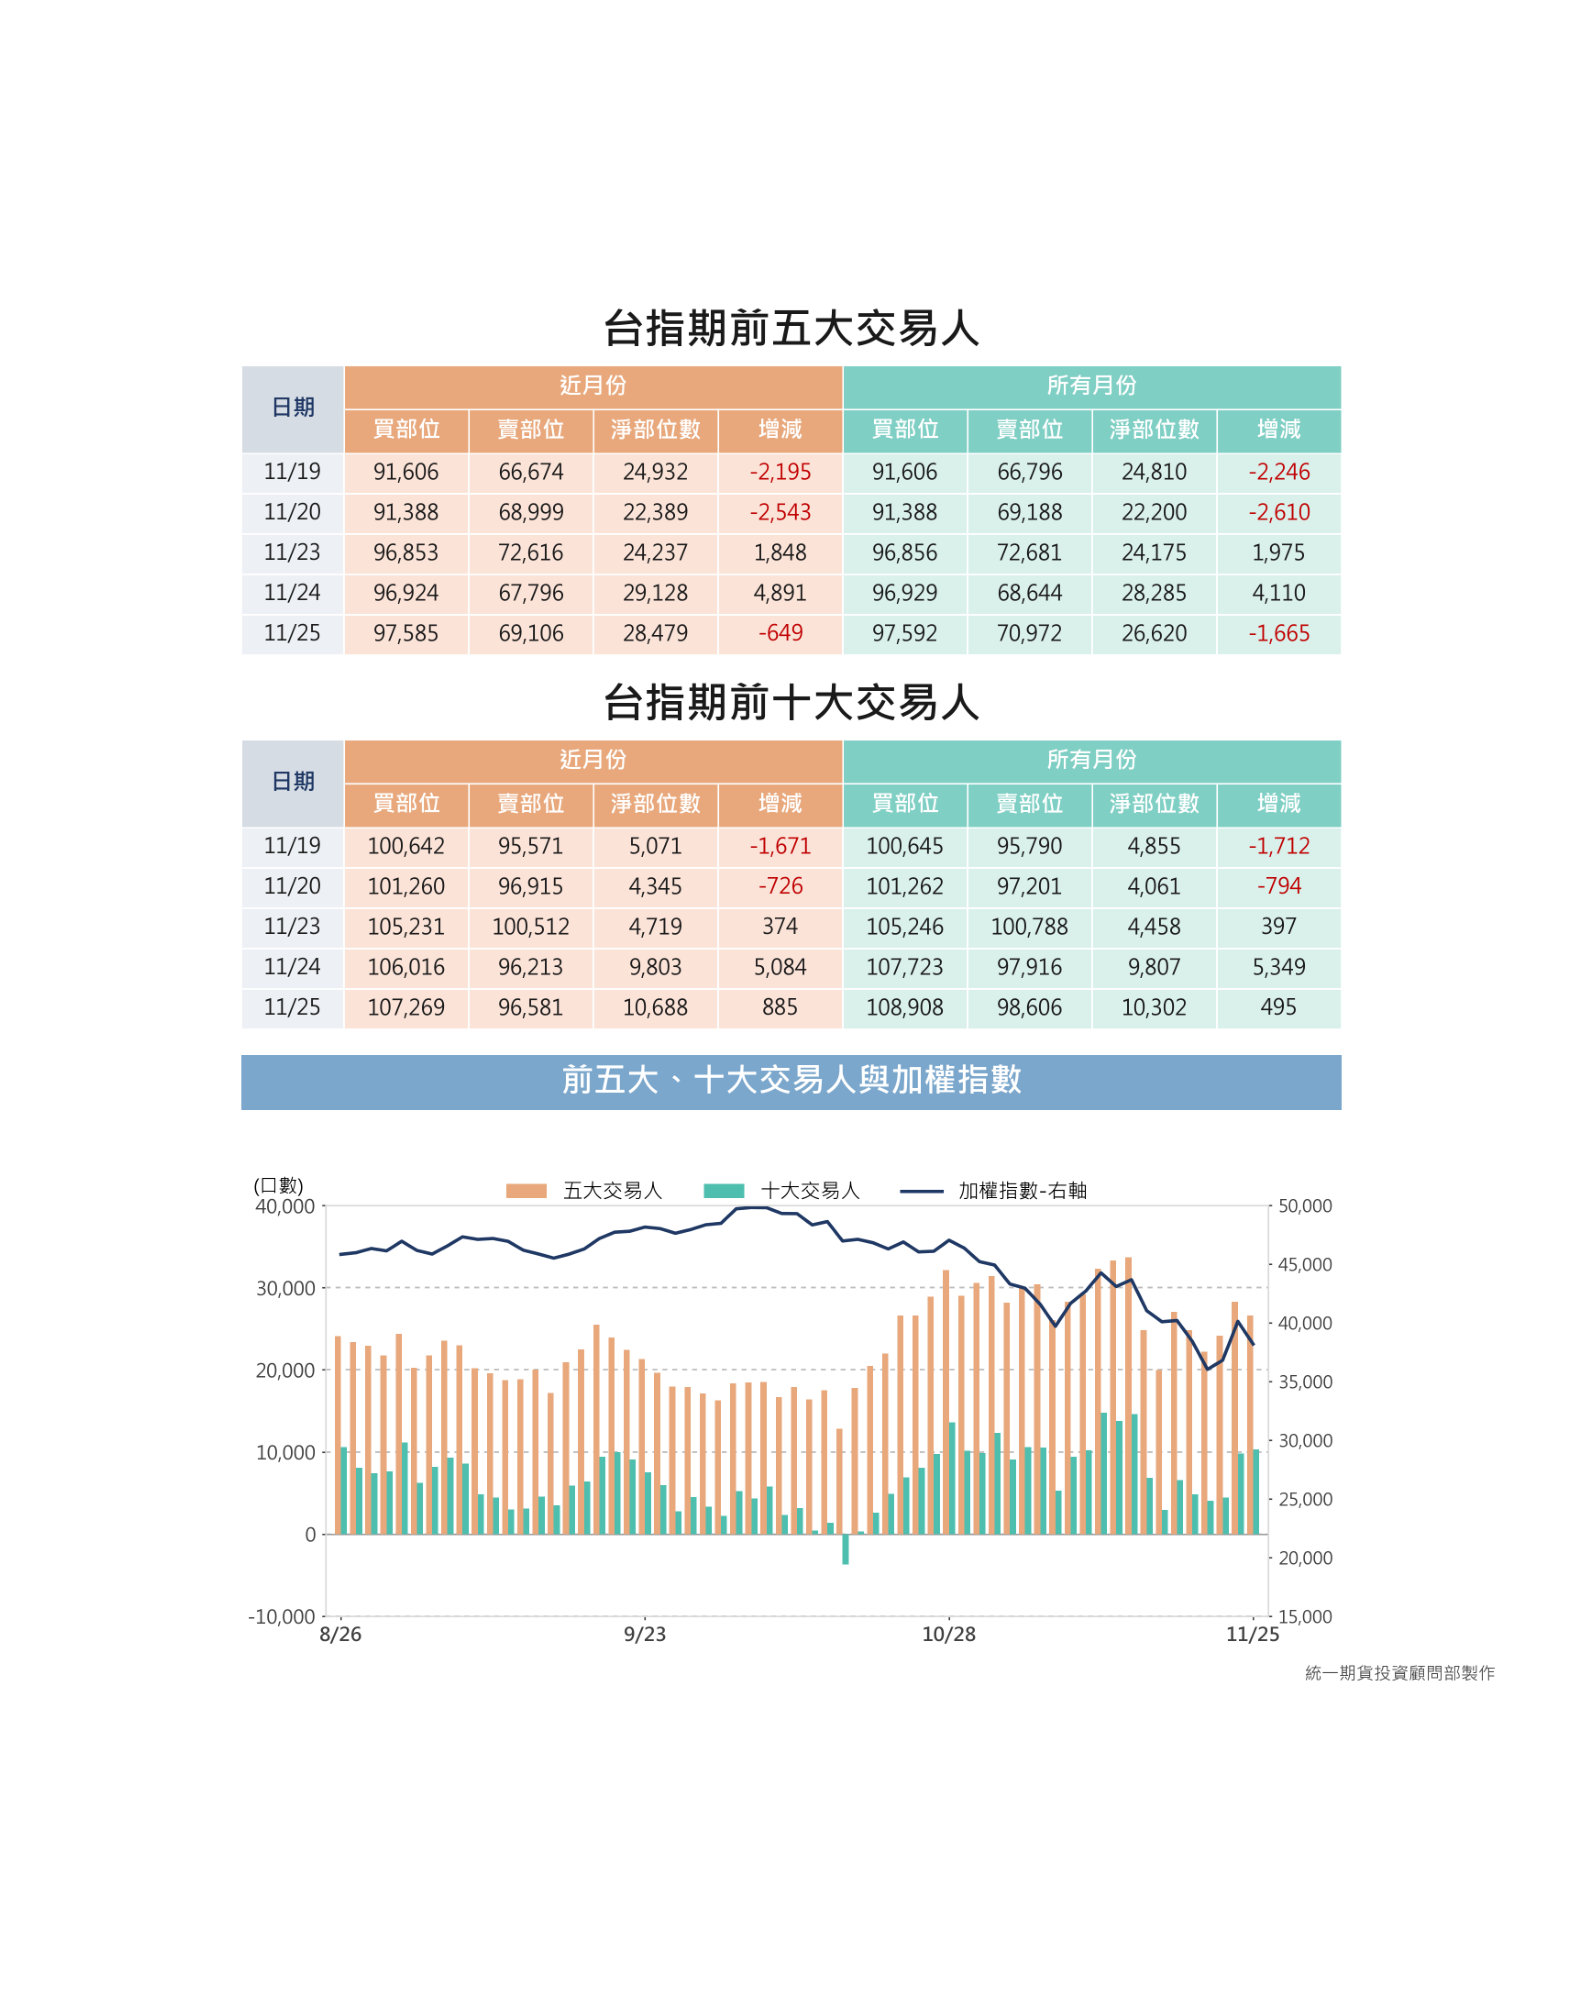 台指期前五大交易人
日期 近月份 所有月份
買部位 賣部位 淨部位數 增減 買部位 賣部位 淨部位數 增減
11/19 91,606 66,674 24,932 -2,195 91,606 66,796 24,810 -2,246
11/20 91,388 68,999 22,389 -2,543 91,388 69,188 22,200 -2,610
11/23 96,853 72,616 24,237 1,848 96,856 72,681 24,175 1,975
11/24 96,924 67,796 29,128 4,891 96,929 68,644 28,285 4,110
11/25 97,585 69,106 28,479 -649 97,592 70,972 26,620 -1,665
台指期前十大交易人
日期 近月份 所有月份
買部位 賣部位 淨部位數 增減 買部位 賣部位 淨部位數 增減
11/19 100,642 95,571 5,071 -1,671 100,645 95,790 4,855 -1,712
11/20 101,260 96,915 4,345 -726 101,262 97,201 4,061 -794
11/23 105,231 100,512 4,719 374 105,246 100,788 4,458 397
11/24 106,016 96,213 9,803 5,084 107,723 97,916 9,807 5,349
11/25 107,269 96,581 10,688 885 108,908 98,606 10,302 495
前五大、十大交易人與加權指數
(口數) 五大交易人 十大交易人 加權指數-右軸
40,000 50,000
45,000
30,000
40,000
20,000
35,000
10,000
30,000
25,000
0
20,000
-10,000 15,000
8/26 9/23 10/28 11/25
統一期貨投資顧問部製作